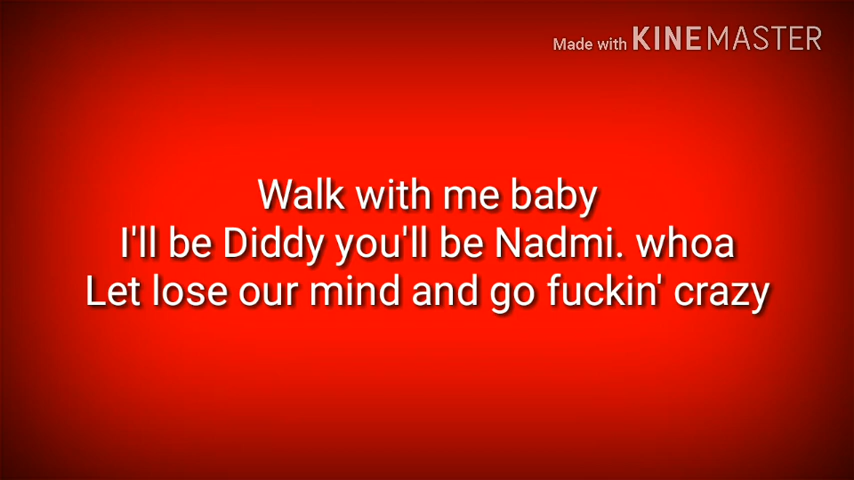 Made with KINEMASTER
Walk with me baby
I'll be Diddy you'll be Nadmi. whoa
Let lose our mind and go fuckin' crazy